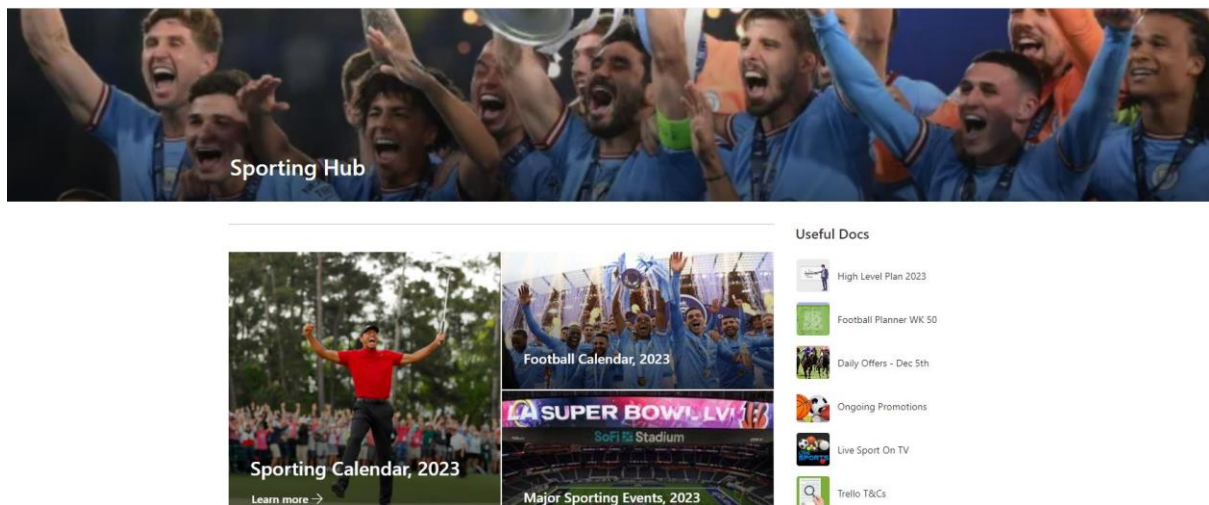 Sporting Hub
Useful Docs
High Level Plan 2023
Football Planner WK 50
Daily Offers - Dec 5th
Ongoing Promotions
Live Sport On TV
Trello T&Cs
Sporting Calendar, 2023
Learn more →
Football Calendar, 2023
LA SUPER BOWL LVI
SoFi Stadium
Major Sporting Events, 2023